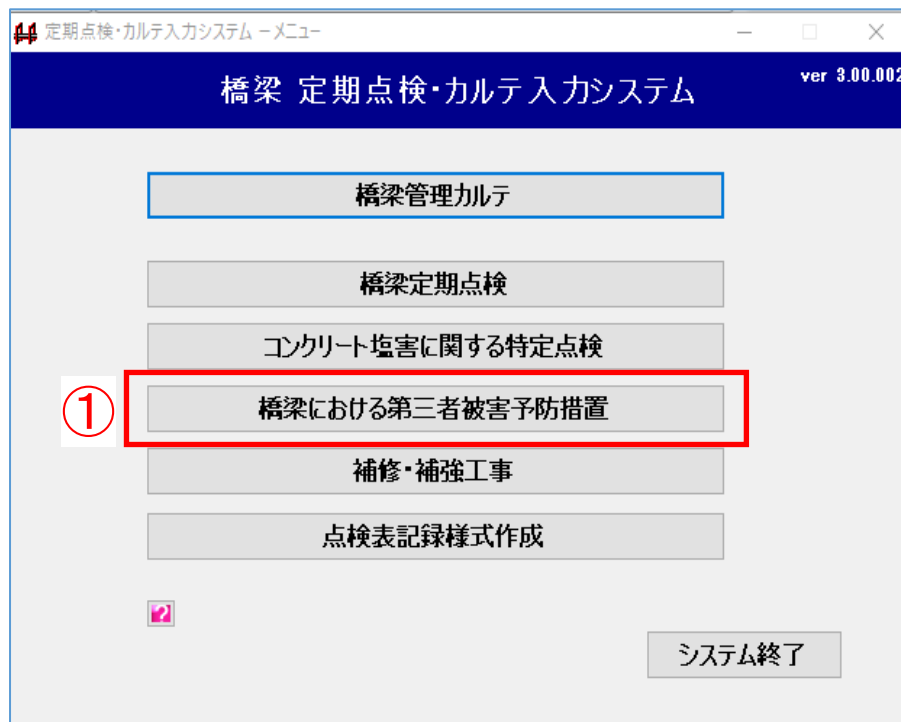 定期点検・カルテ入力システム －メニュー
橋梁 定期点検・カルテ入力システム
ver 3.00.002
橋梁管理カルテ
橋梁定期点検
コンクリート塩害に関する特定点検
① 橋梁における第三者被害予防措置
補修・補強工事
点検表記録様式作成
?
システム終了